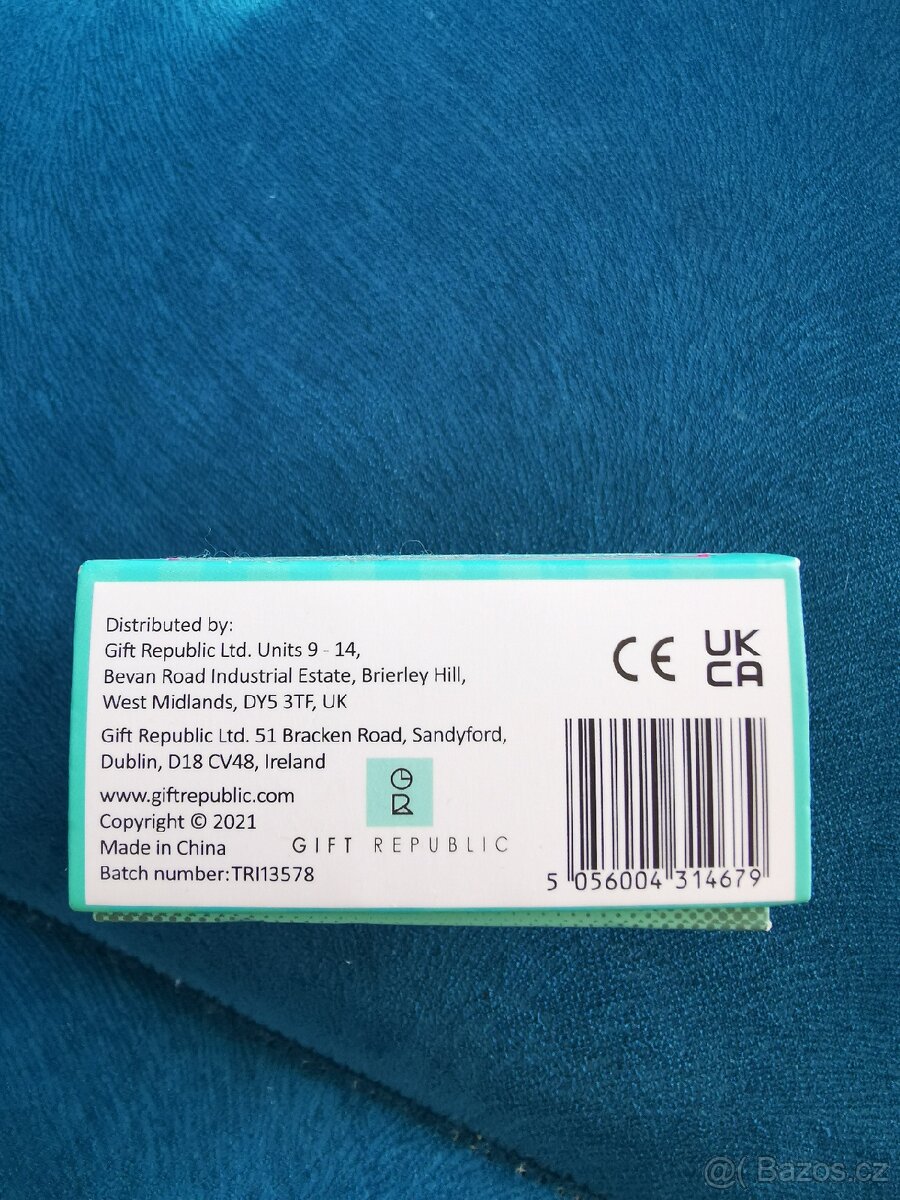 Distributed by:
Gift Republic Ltd. Units 9 - 14,
Bevan Road Industrial Estate, Brierley Hill,
West Midlands, DY5 3TF, UK
Gift Republic Ltd. 51 Bracken Road, Sandyford,
Dublin, D18 CV48, Ireland
www.giftrepublic.com
Copyright © 2021
Made in China
Batch number: TRI13578
GIFT REPUBLIC
CE
UK
CA
5 056004 314679
@( Bazos.cz